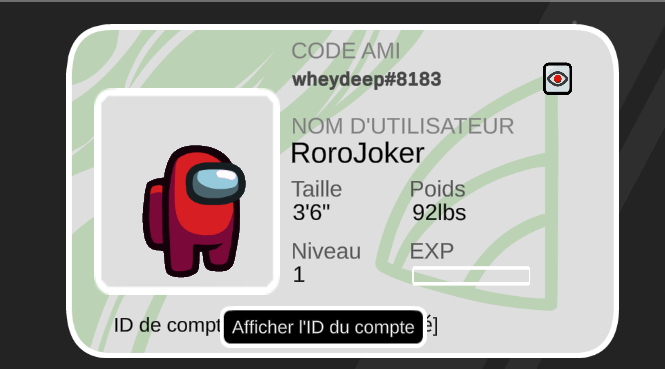 CODE AMI
wheydeep#8183
NOM D'UTILISATEUR
RoroJoker
Taille Poids
3'6" 92lbs
Niveau EXP
1
ID de compt Afficher l'ID du compte é]